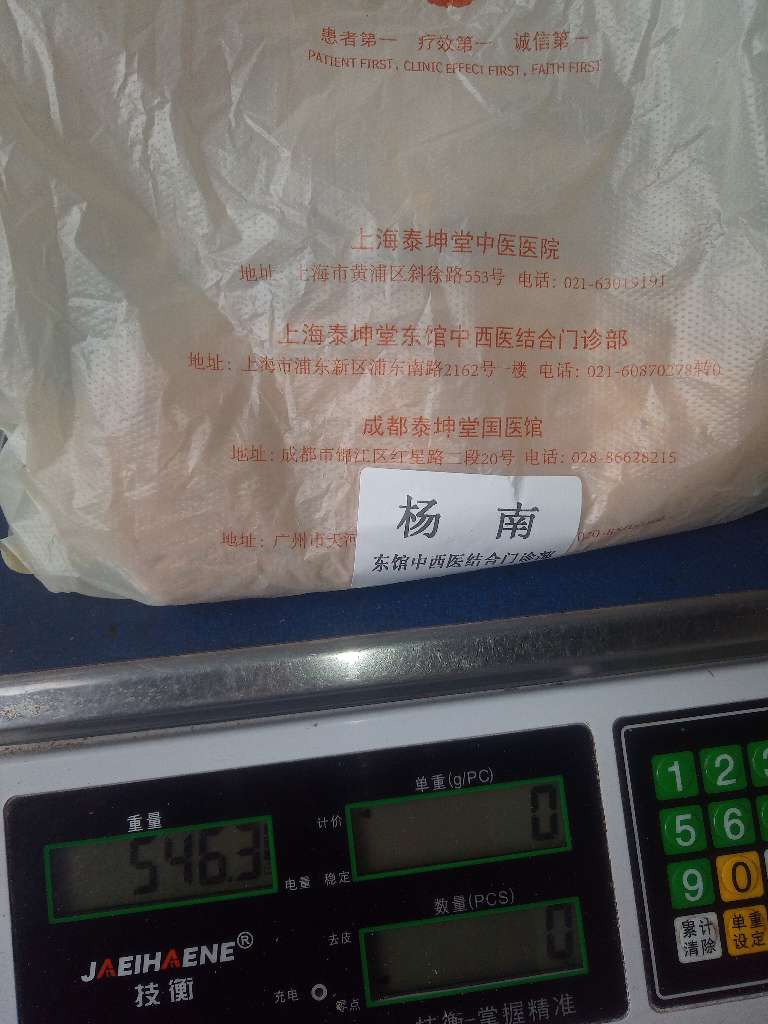 患者第一 疗效第一 诚信第一
PATIENT FIRST, CLINIC EFFECT FIRST, FAITH FIRST
上海泰坤堂中医医院
地址：上海市黄浦区斜徐路553号 电话：021-63019191
上海泰坤堂东馆中西医结合门诊部
地址：上海市浦东新区浦东南路2162号一楼 电话：021-60870278转0
成都泰坤堂国医馆
地址：成都市锦江区红星路二段20号 电话：028-86628215
地址：广州市天河
杨 南
东馆中西医结合门诊部
重量
546.3
电量
JAEIHAENE®
技衡
单重(g/PC)
计价
0
稳定
数量(PCS)
去皮
0
充电
零点
技衡-掌握精准
1 2 3
5 6
9 0
累计清除
单重设定